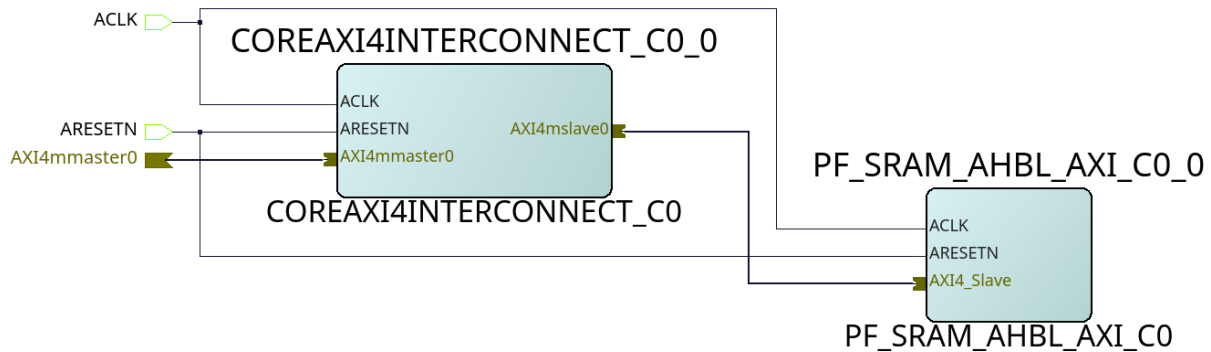 ACLK
COREAXI4INTERCONNECT_C0_0
ACLK
ARESETN
ARESETN
AXI4mslave0
AXI4mmaster0
AXI4mmaster0
COREAXI4INTERCONNECT_C0
PF_SRAM_AHBL_AXI_C0_0
ACLK
ARESETN
AXI4_Slave
PF_SRAM_AHBL_AXI_C0